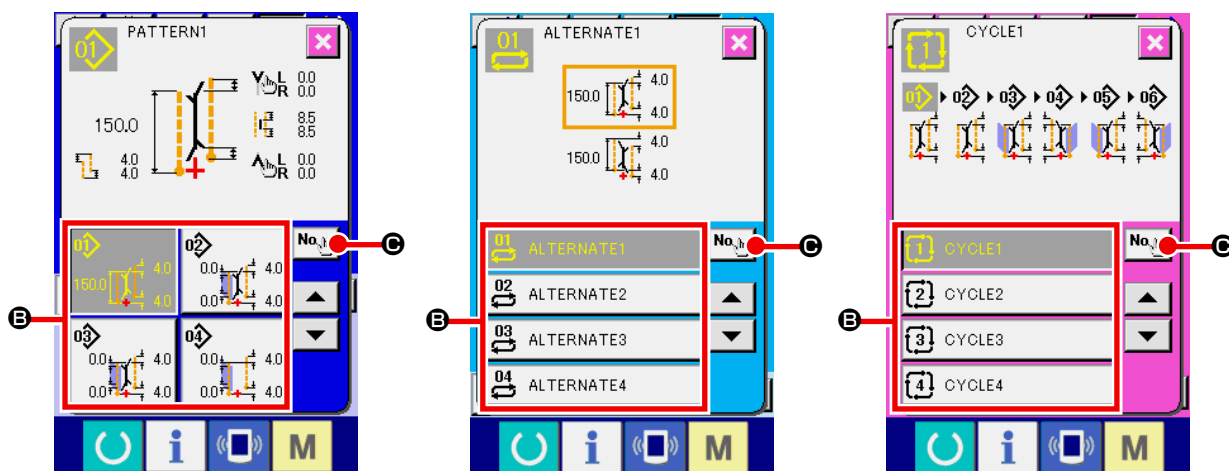 01 PATTERN1
L 0.0
R 0.0
150.0
8.5
8.5
4.0
4.0
L 0.0
R 0.0
01
150.0 4.0
4.0
02
0.0 4.0
0.0 4.0
No.
03
0.0 4.0
0.0 4.0
04
0.0 4.0
0.0 4.0
B
C
i M
01 ALTERNATE1
150.0 4.0
4.0
150.0 4.0
4.0
01 ALTERNATE1
No.
02 ALTERNATE2
03 ALTERNATE3
04 ALTERNATE4
B
C
i M
1 CYCLE1
01 02 03 04 05 06
1 CYCLE1
No.
2 CYCLE2
3 CYCLE3
4 CYCLE4
B
C
i M